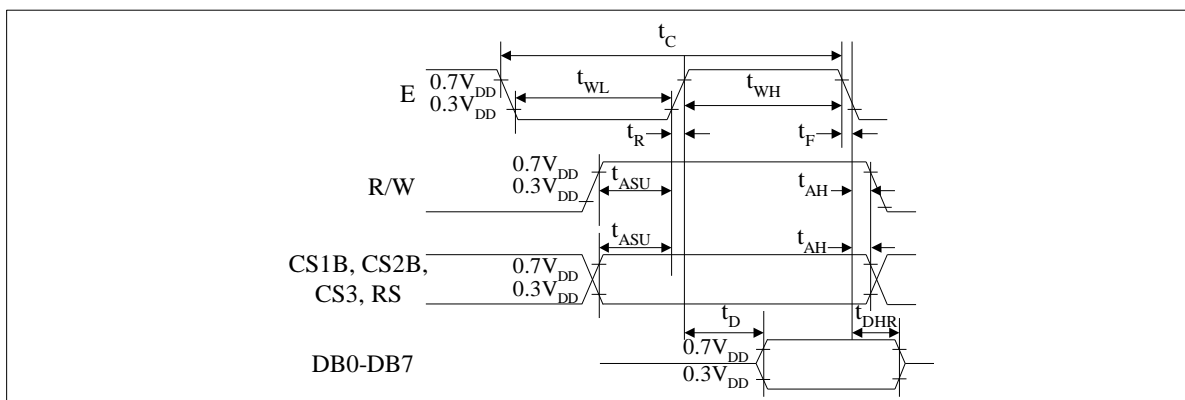 t_C
E
0.7V_DD
0.3V_DD
t_WL
t_WH
t_R
t_F
R/W
0.7V_DD
0.3V_DD
t_ASU
t_AH
CS1B, CS2B,
CS3, RS
0.7V_DD
0.3V_DD
t_ASU
t_AH
t_D
t_DHR
DB0-DB7
0.7V_DD
0.3V_DD